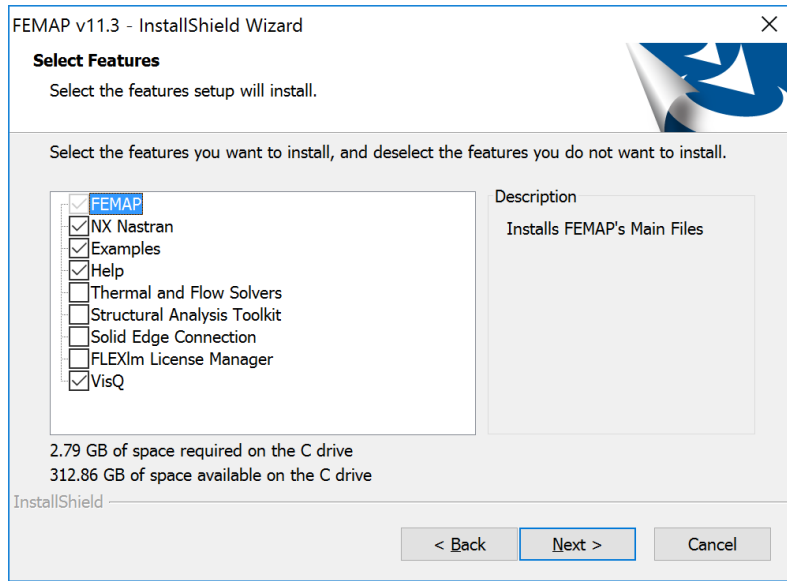 FEMAP v11.3 - InstallShield Wizard
Select Features
Select the features setup will install.
Select the features you want to install, and deselect the features you do not want to install.
FEMAP
NX Nastran
Examples
Help
Thermal and Flow Solvers
Structural Analysis Toolkit
Solid Edge Connection
FLEXlm License Manager
VisQ
Description
Installs FEMAP's Main Files
2.79 GB of space required on the C drive
312.86 GB of space available on the C drive
InstallShield
< Back
Next >
Cancel